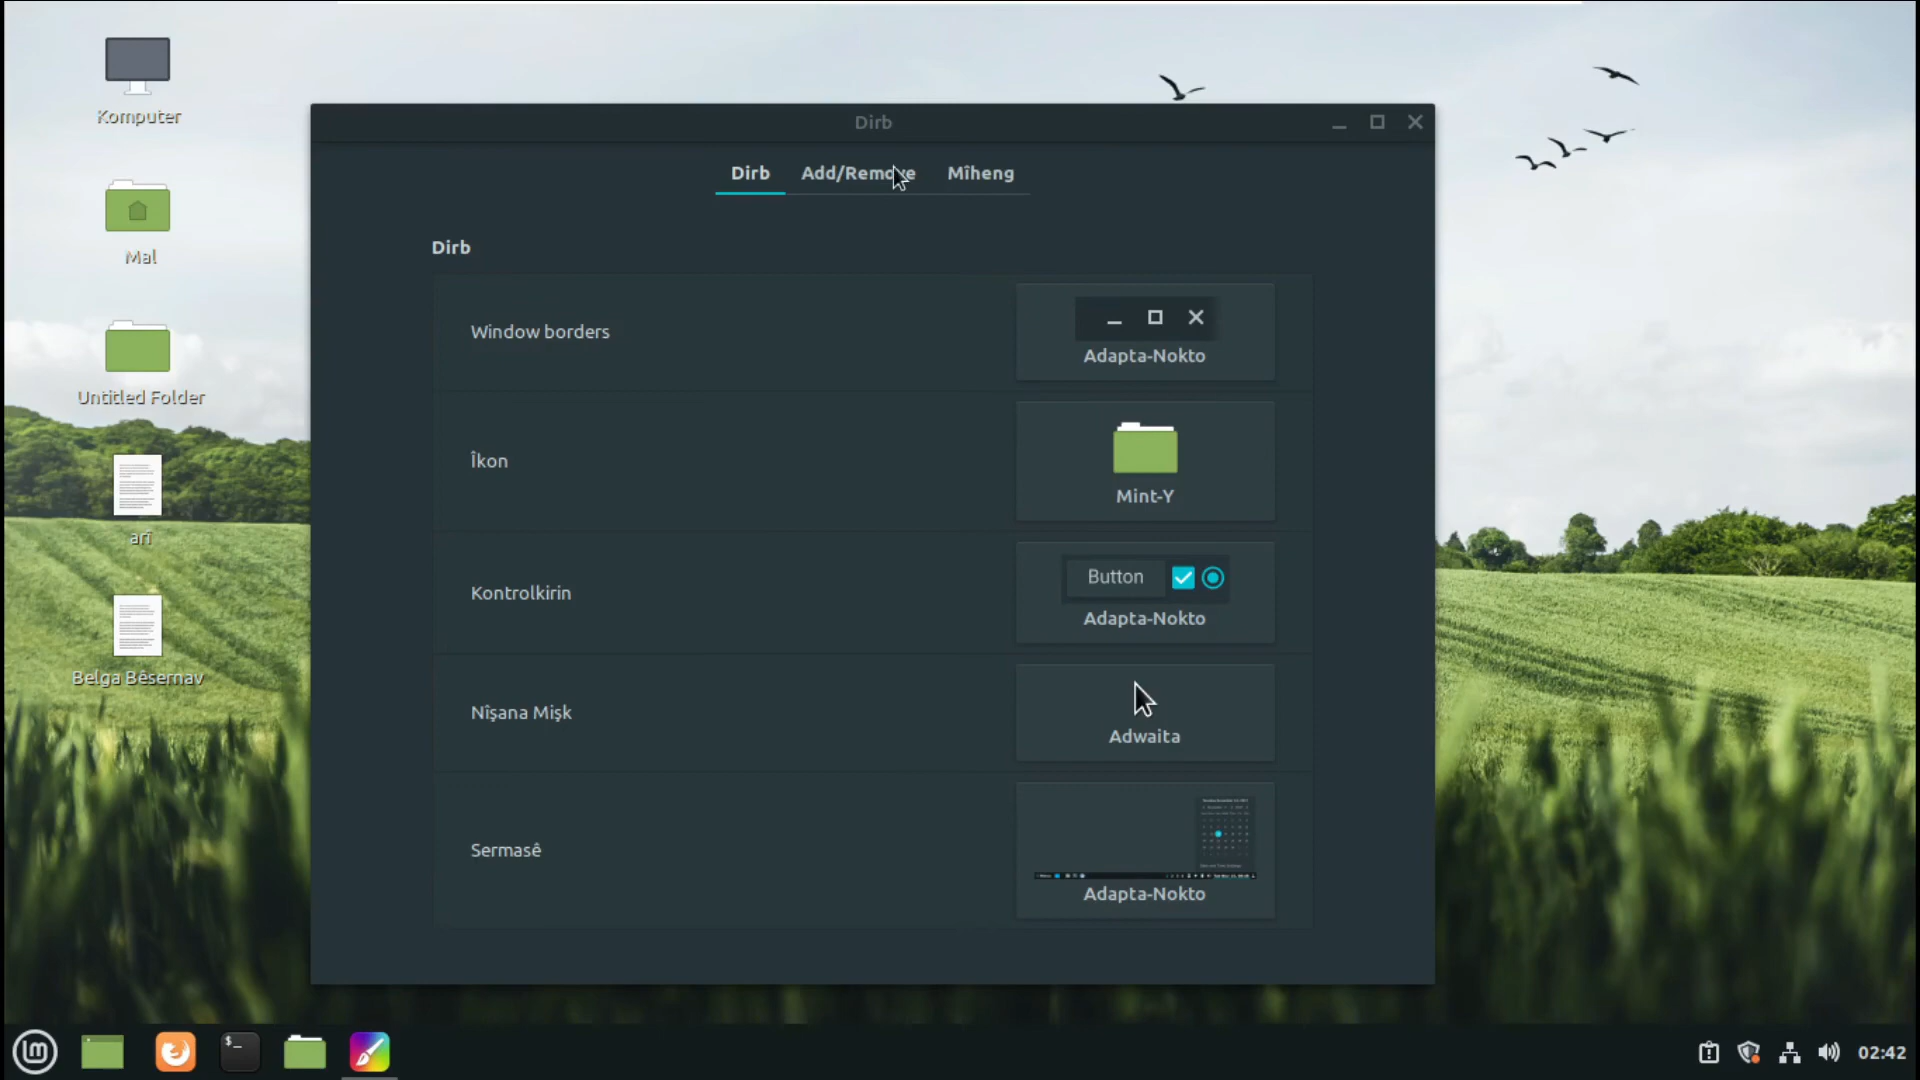 Komputer
Mal
Untitled Folder
arî
Belga Bêsernav
Dirb
Dirb
Add/Remove
Mîheng
Dirb
Window borders
Adapta-Nokto
Îkon
Mint-Y
Kontrolkirin
Button
Adapta-Nokto
Nîşana Mişk
Adwaita
Sermasê
Adapta-Nokto
$_
02:42